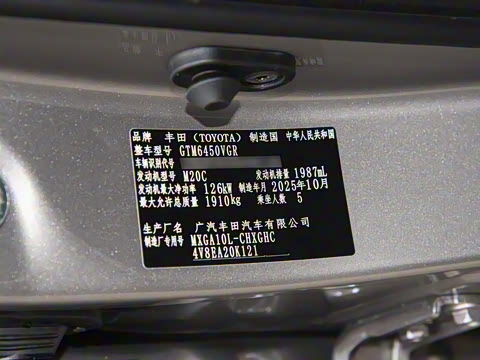 品牌 丰田 (TOYOTA) 制造国 中华人民共和国
整车型号 GTM6450VGR
车辆识别代号
发动机型号 M20C 发动机排量 1987mL
发动机最大净功率 126kW 制造年月 2025年10月
最大允许总质量 1910kg 乘坐人数 5
生产厂名 广汽丰田汽车有限公司
制造厂专用号 MXGA10L-CHXGHC
4V8EA20K121